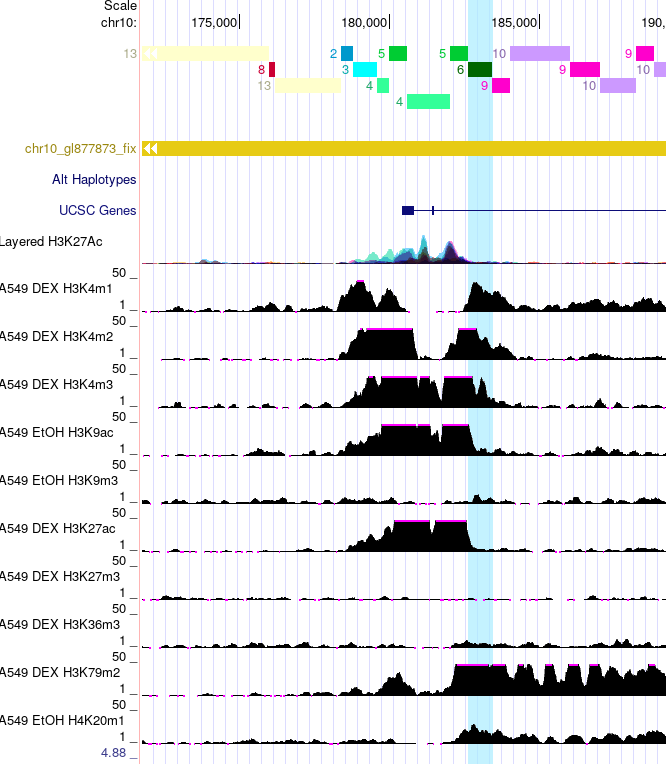 Scale
chr10: 175,000 180,000 185,000 190,
13 2 5 5 10 9
8 3 6 9 10
13 4 9 10
4
chr10_gl877873_fix
Alt Haplotypes
UCSC Genes
Layered H3K27Ac
50 _
A549 DEX H3K4m1
1 _
50 _
A549 DEX H3K4m2
1 _
50 _
A549 DEX H3K4m3
1 _
50 _
A549 EtOH H3K9ac
1 _
50 _
A549 EtOH H3K9m3
1 _
50 _
A549 DEX H3K27ac
1 _
50 _
A549 DEX H3K27m3
1 _
50 _
A549 DEX H3K36m3
1 _
50 _
A549 DEX H3K79m2
1 _
50 _
A549 EtOH H4K20m1
1 _
4.88 _